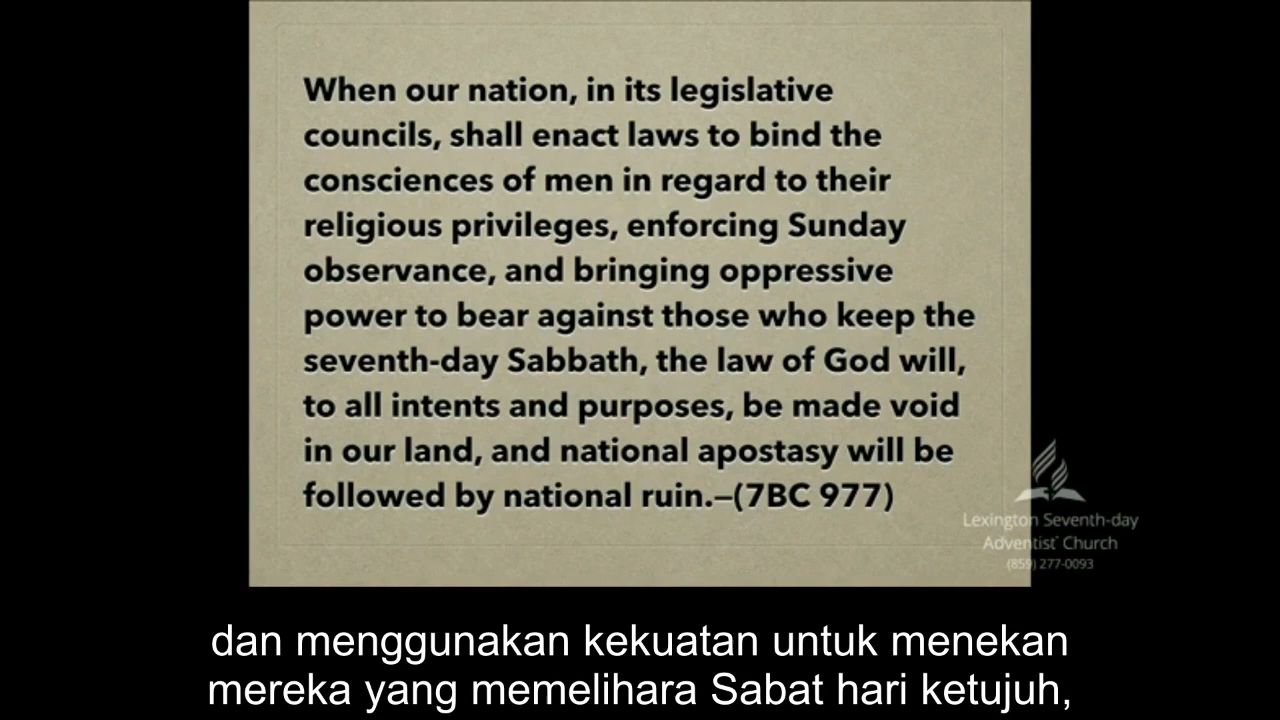 When our nation, in its legislative
councils, shall enact laws to bind the
consciences of men in regard to their
religious privileges, enforcing Sunday
observance, and bringing oppressive
power to bear against those who keep the
seventh-day Sabbath, the law of God will,
to all intents and purposes, be made void
in our land, and national apostasy will be
followed by national ruin.—(7BC 977)
Lexington Seventh-day
Adventist Church
(859) 277-0093
dan menggunakan kekuatan untuk menekan
mereka yang memelihara Sabat hari ketujuh,